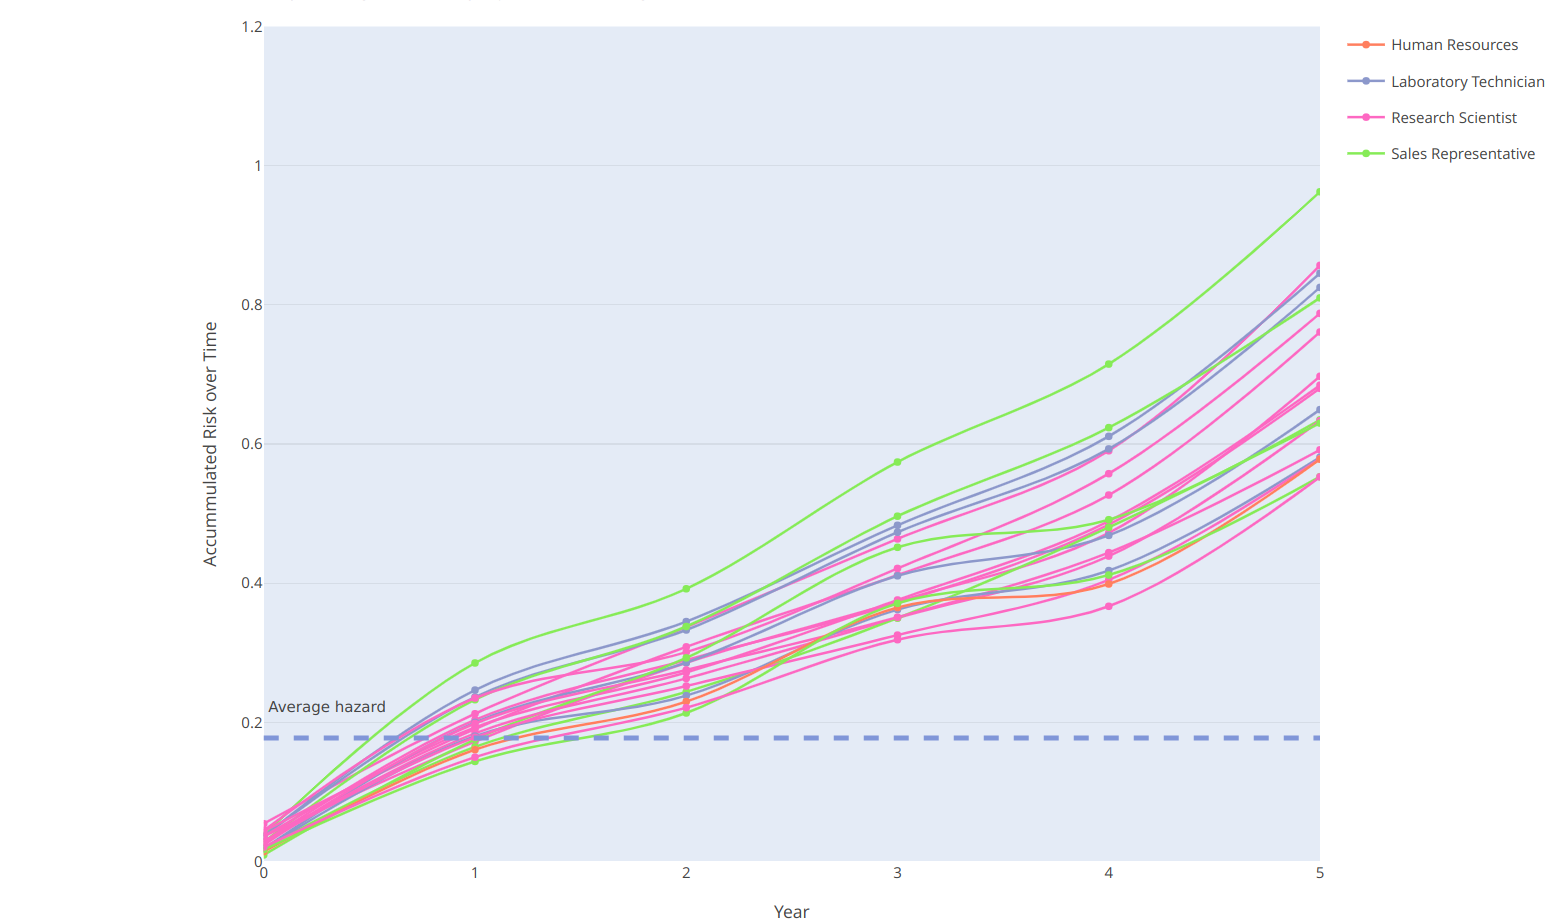 1.2
1
0.8
0.6
0.4
0.2
0
Accummulated Risk over Time
Average hazard
0
1
2
3
4
5
Year
Human Resources
Laboratory Technician
Research Scientist
Sales Representative